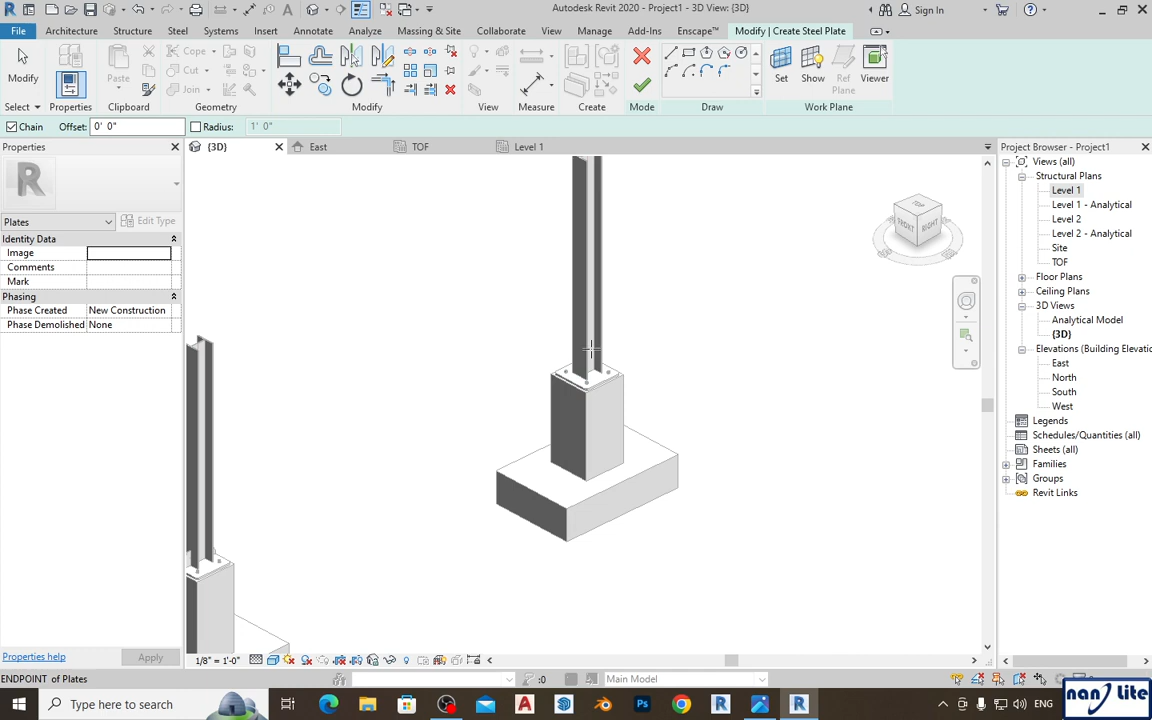 Autodesk Revit 2020 - Project1 - 3D View: {3D}
Sign In
File Architecture Structure Steel Systems Insert Annotate Analyze Massing & Site Collaborate View Manage Add-Ins Enscape™ Modify | Create Steel Plate
Modify
Paste
Cope
Cut
Join
Set Show Ref Plane Viewer
Select Properties Clipboard Geometry Modify View Measure Create Mode Draw Work Plane
Chain Offset: 0' 0" Radius: 1' 0"
Properties
{3D} East TOF Level 1
Project Browser - Project1
Plates Edit Type
Identity Data
Image
Comments
Mark
Phasing
Phase Created New Construction
Phase Demolished None
R
TOP
FRONT
RIGHT
Views (all)
Structural Plans
Level 1
Level 1 - Analytical
Level 2
Level 2 - Analytical
Site
TOF
Floor Plans
Ceiling Plans
3D Views
Analytical Model
{3D}
Elevations (Building Elevatio
East
North
South
West
Legends
Schedules/Quantities (all)
Sheets (all)
Families
Groups
Revit Links
Properties help Apply
1/8" = 1'-0"
ENDPOINT of Plates
:0
Main Model
Type here to search
ENG
nanolite